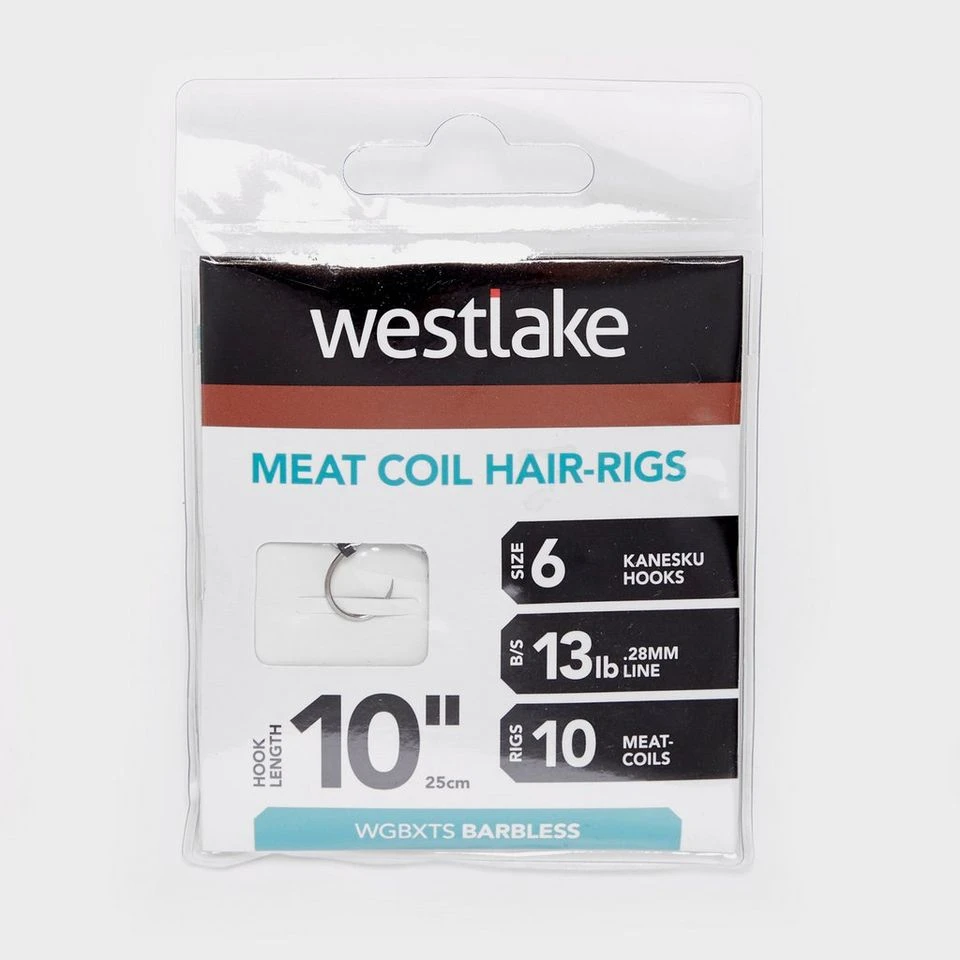 westlake
MEAT COIL HAIR-RIGS
SIZE 6 KANESKU
HOOKS
B/S 13lb .28MM
LINE
RIGS 10 MEAT-
COILS
HOOK
LENGTH 10"
25cm
WGBXTS BARBLESS